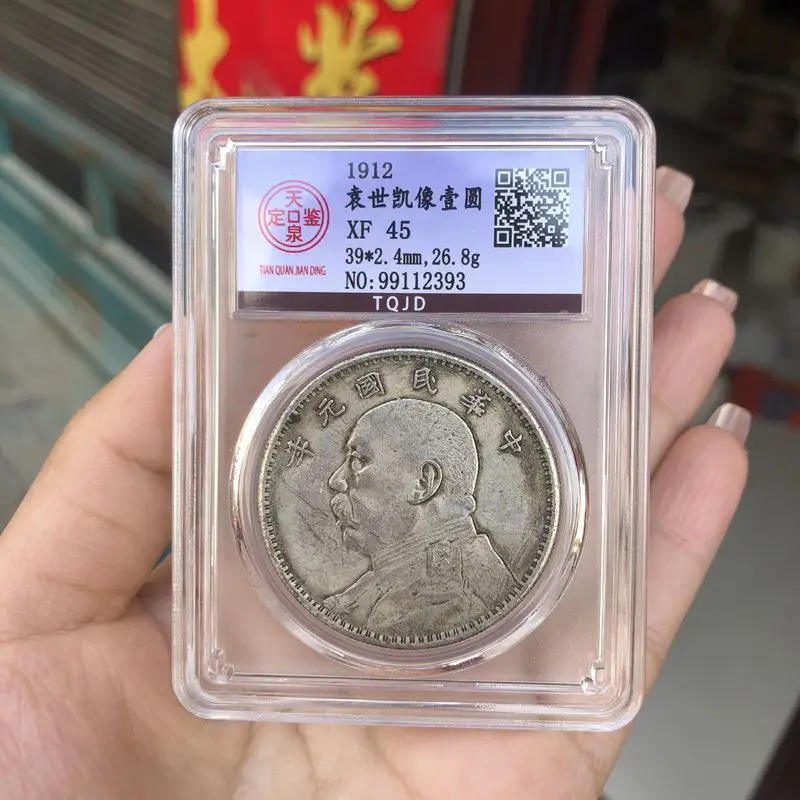 1912
袁世凯像壹圆
XF 45
39*2.4mm,26.8g
NO:99112393
天
定口鉴
泉
TIAN QUAN JIAN DING
TQJD
年元國民華中